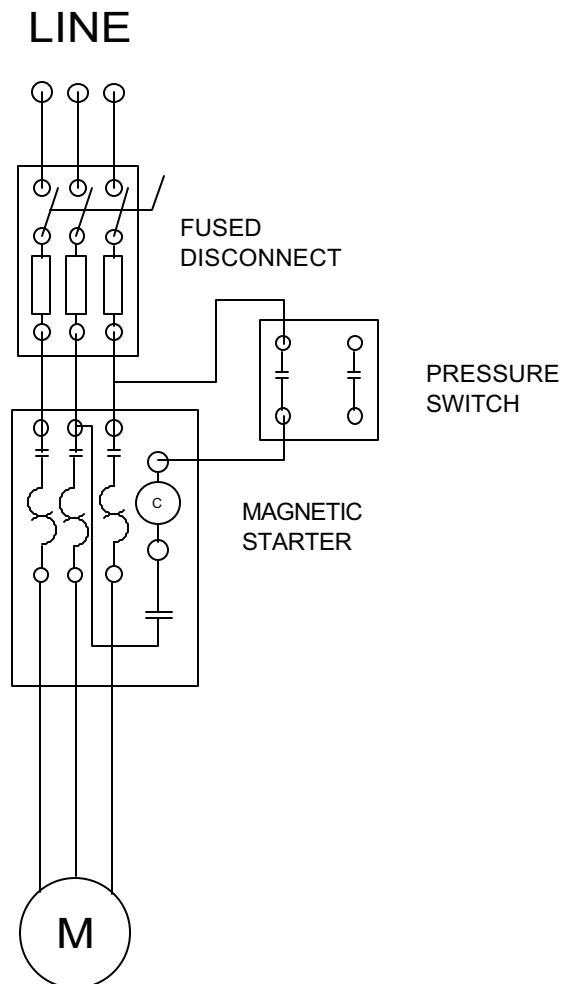 LINE
FUSED
DISCONNECT
PRESSURE
SWITCH
C
MAGNETIC
STARTER
M